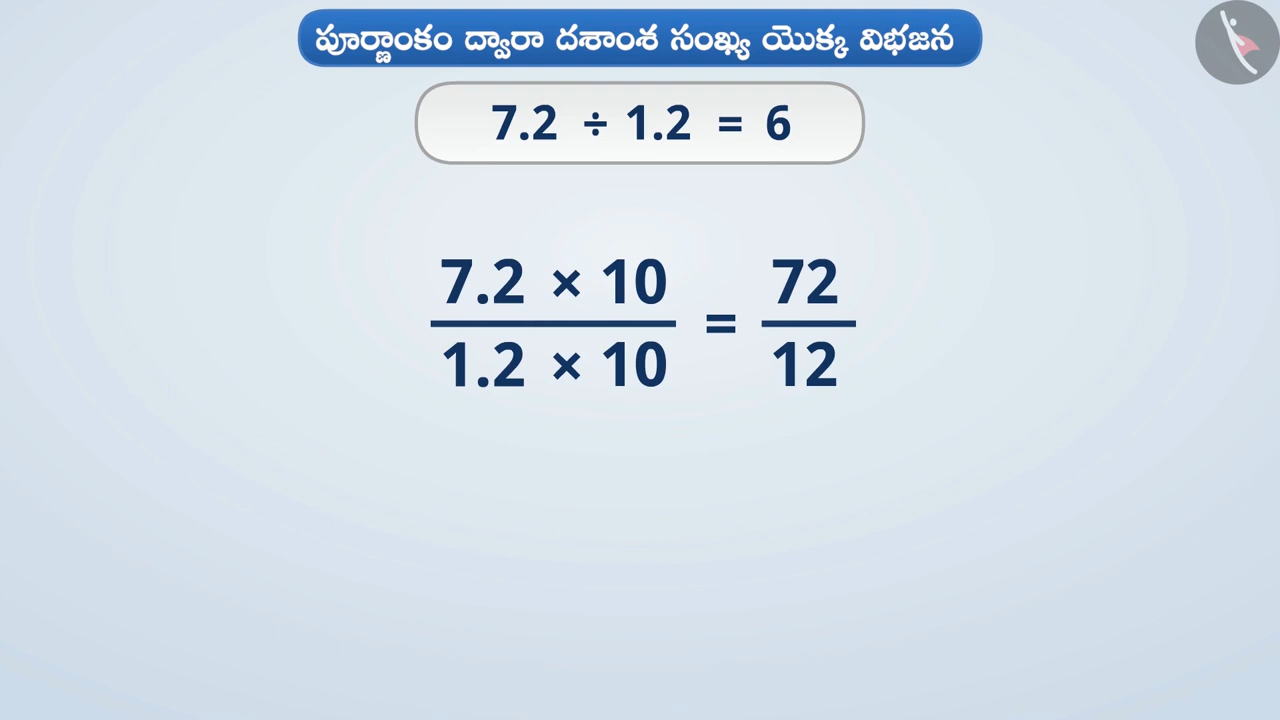 పూర్ణాంకం ద్వారా దశాంశ సంఖ్య యొక్క విభజన
7.2 ÷ 1.2 = 6
7.2 × 10 / 1.2 × 10 = 72 / 12